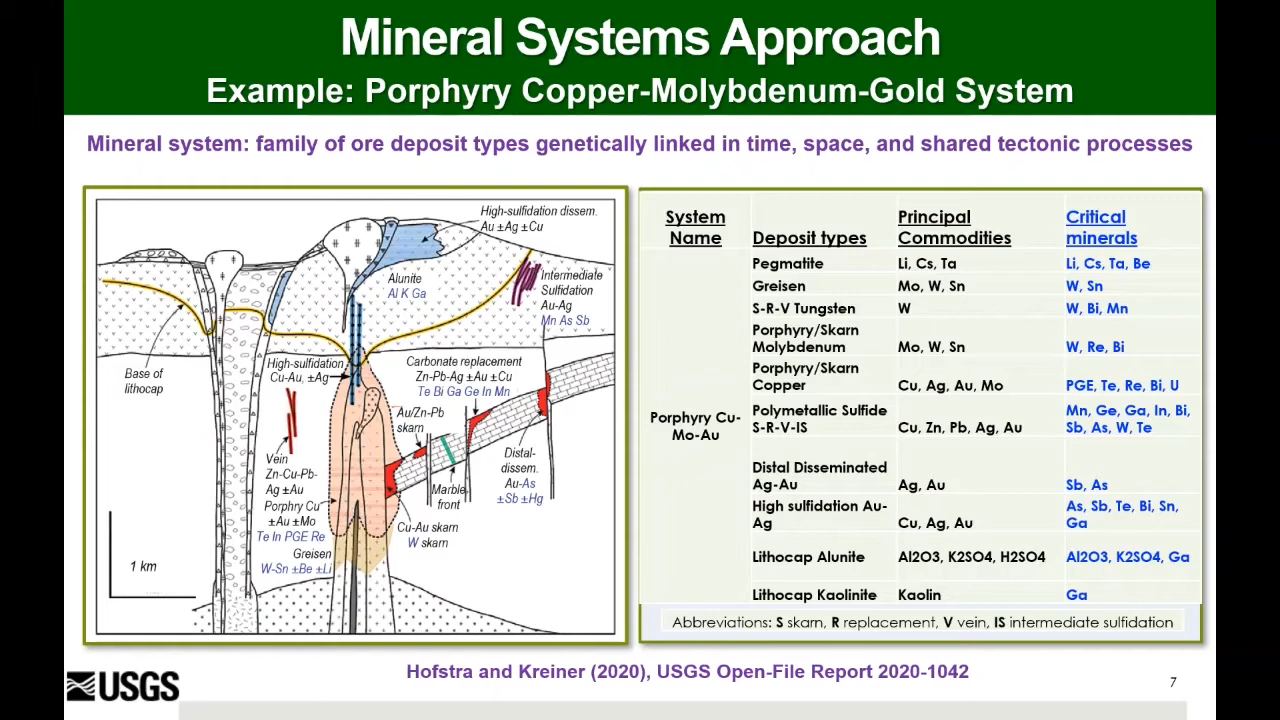 Mineral Systems Approach
Example: Porphyry Copper-Molybdenum-Gold System
Mineral system: family of ore deposit types genetically linked in time, space, and shared tectonic processes
High-sulfidation dissem.
Au ±Ag ±Cu
Alunite
Al K Ga
Intermediate
Sulfidation
Au-Ag
Mn As Sb
Base of
lithocap
High-sulfidation
Cu-Au, ±Ag
Carbonate replacement
Zn-Pb-Ag ±Au ±Cu
Te Bi Ga Ge In Mn
Au/Zn-Pb
skarn
Vein
Zn-Cu-Pb-
Ag ±Au
Porphry Cu
±Au ±Mo
Te In PGE Re
Greisen
W-Sn ±Be ±Li
Marble
front
Distal-
dissem.
Au-As
±Sb ±Hg
Cu-Au skarn
W skarn
1 km
System
Name
Deposit types
Principal
Commodities
Critical
minerals
Porphyry Cu-
Mo-Au
Pegmatite
Li, Cs, Ta
Li, Cs, Ta, Be
Greisen
Mo, W, Sn
W, Sn
S-R-V Tungsten
W
W, Bi, Mn
Porphyry/Skarn
Molybdenum
Mo, W, Sn
W, Re, Bi
Porphyry/Skarn
Copper
Cu, Ag, Au, Mo
PGE, Te, Re, Bi, U
Polymetallic Sulfide
S-R-V-IS
Cu, Zn, Pb, Ag, Au
Mn, Ge, Ga, In, Bi,
Sb, As, W, Te
Distal Disseminated
Ag-Au
Ag, Au
Sb, As
High sulfidation Au-
Ag
Cu, Ag, Au
As, Sb, Te, Bi, Sn,
Ga
Lithocap Alunite
Al2O3, K2SO4, H2SO4
Al2O3, K2SO4, Ga
Lithocap Kaolinite
Kaolin
Ga
Abbreviations: S skarn, R replacement, V vein, IS intermediate sulfidation
Hofstra and Kreiner (2020), USGS Open-File Report 2020-1042
USGS
7